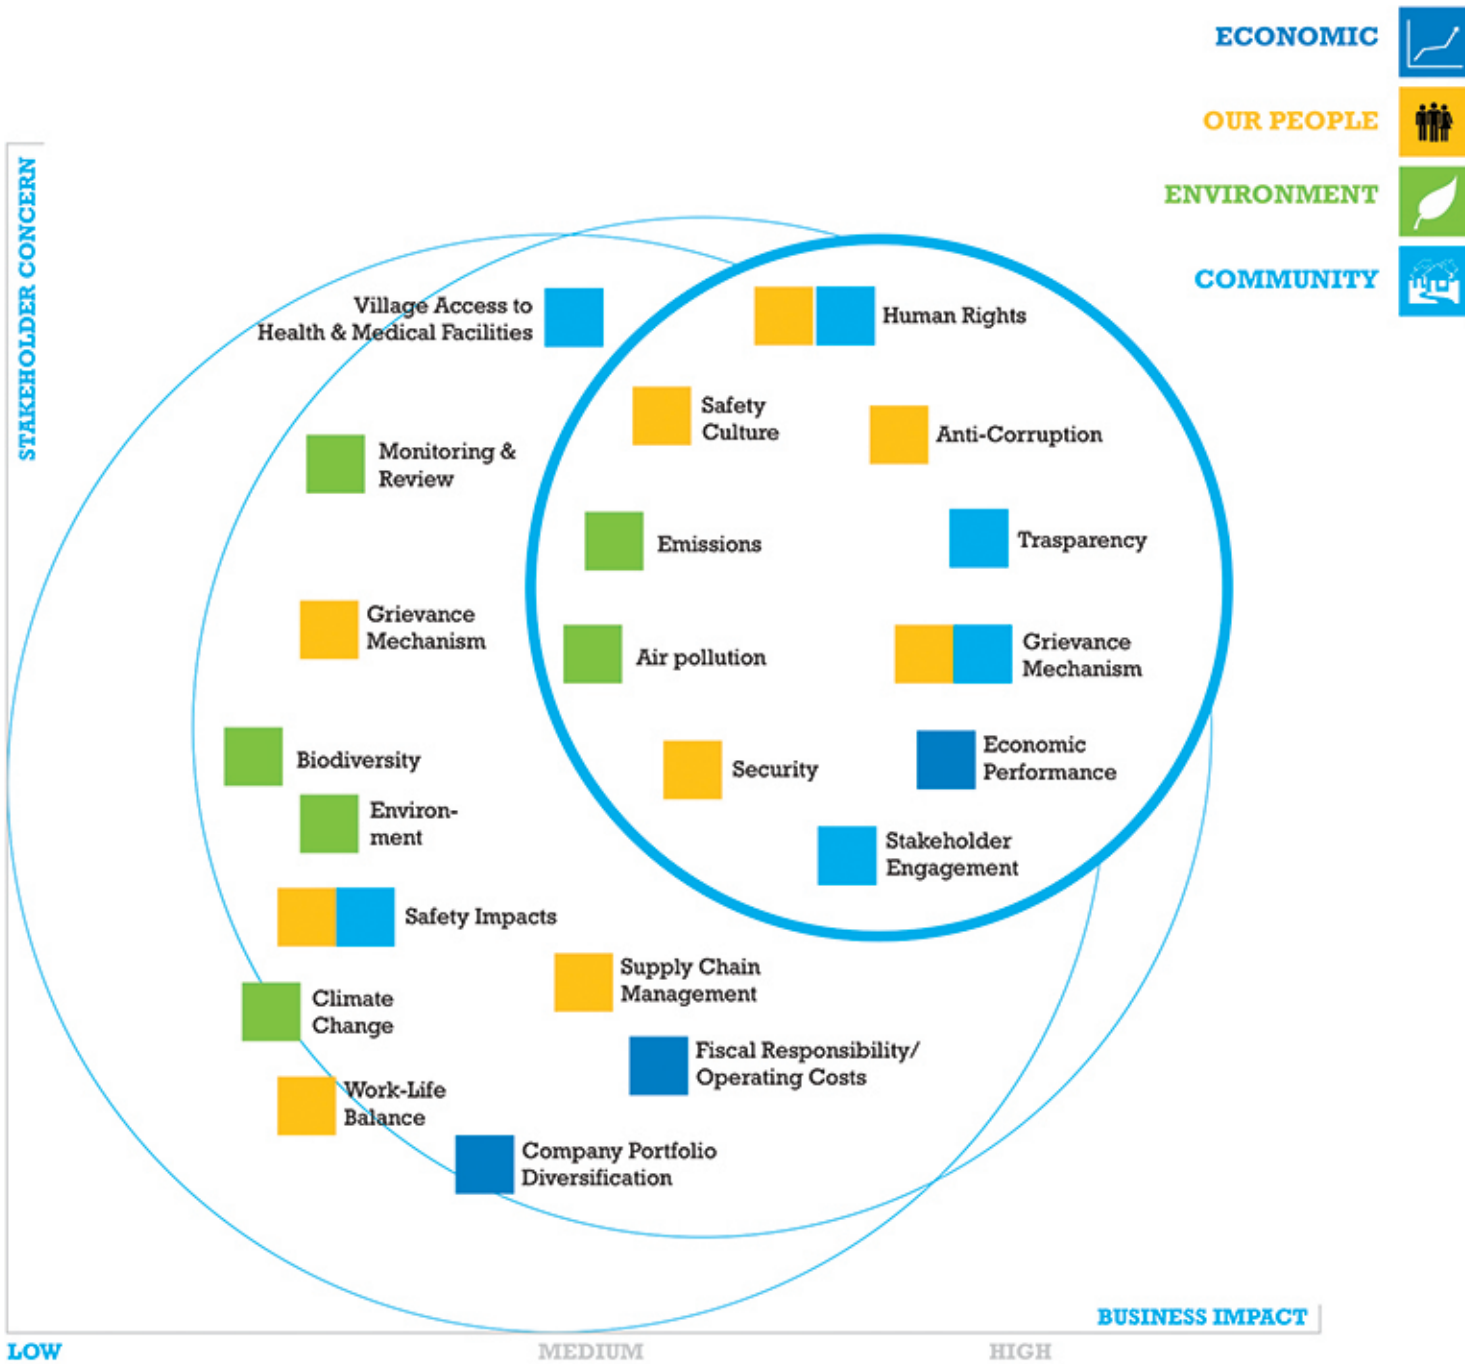 ECONOMIC
OUR PEOPLE
ENVIRONMENT
COMMUNITY
STAKEHOLDER CONCERN
Village Access to
Health & Medical Facilities
Human Rights
Safety
Culture
Anti-Corruption
Monitoring &
Review
Emissions
Trasparency
Grievance
Mechanism
Air pollution
Grievance
Mechanism
Biodiversity
Security
Economic
Performance
Environ-
ment
Stakeholder
Engagement
Safety Impacts
Supply Chain
Management
Climate
Change
Fiscal Responsibility/
Operating Costs
Work-Life
Balance
Company Portfolio
Diversification
BUSINESS IMPACT
LOW
MEDIUM
HIGH